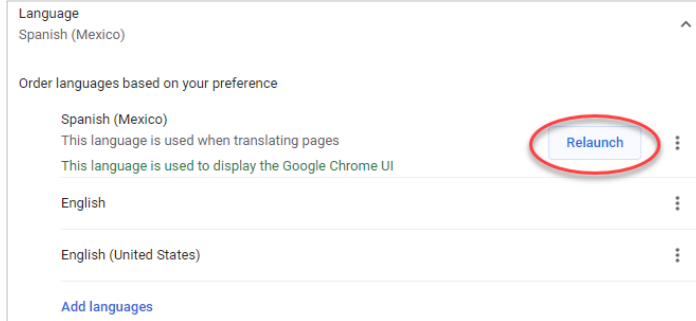 Language
Spanish (Mexico)
Order languages based on your preference
Spanish (Mexico)
This language is used when translating pages
This language is used to display the Google Chrome UI
Relaunch
English
English (United States)
Add languages